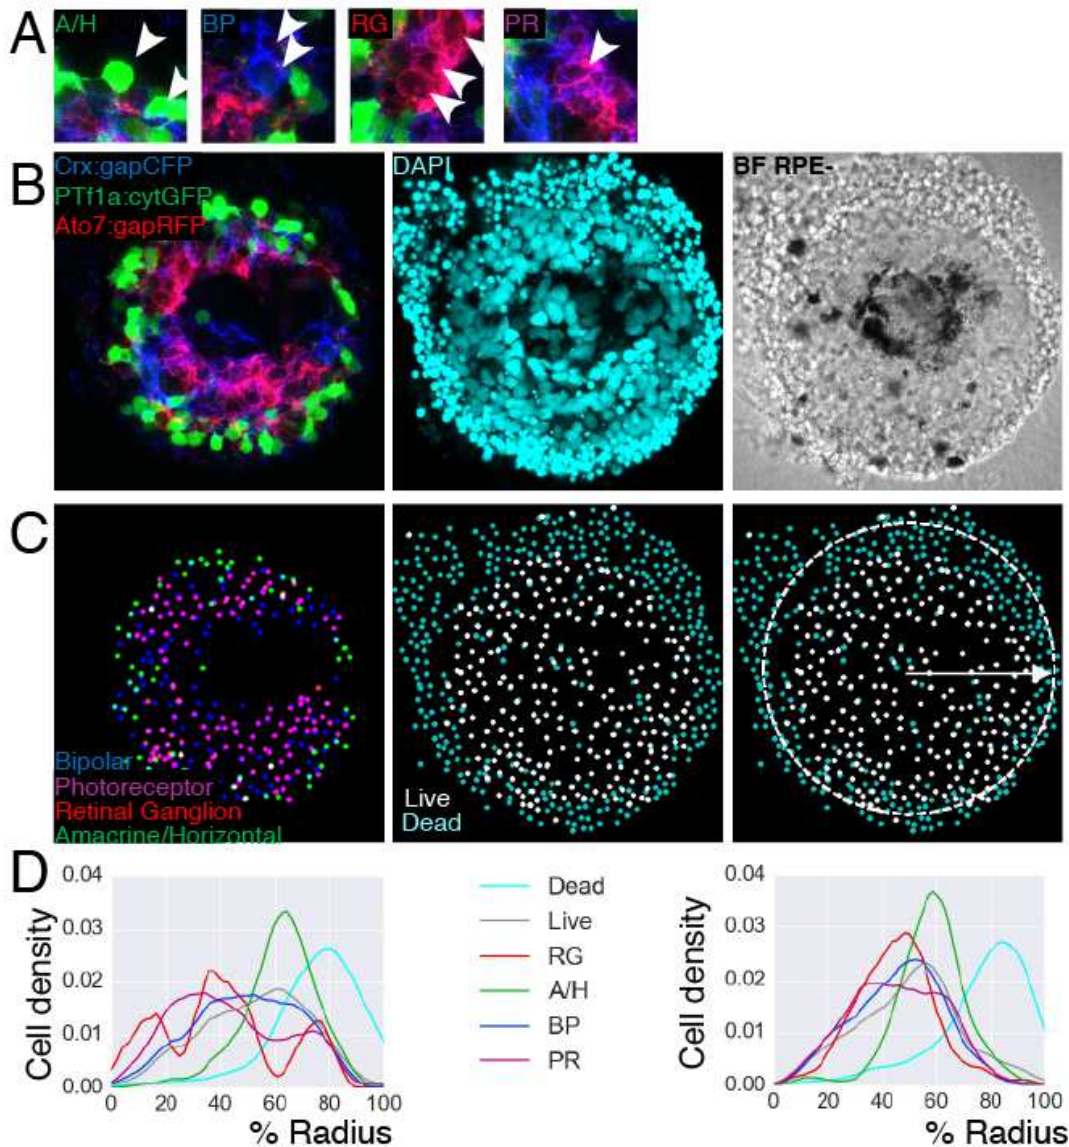 A
A/H
BP
RG
PR
B
Crx:gapCFP
PTf1a:cytGFP
Ato7:gapRFP
DAPI
BF RPE-
C
Bipolar
Photoreceptor
Retinal Ganglion
Amacrine/Horizontal
Live
Dead
D
Cell density
0.04
0.03
0.02
0.01
0.00
0 20 40 60 80 100
% Radius
Dead
Live
RG
A/H
BP
PR
Cell density
0.04
0.03
0.02
0.01
0.00
0 20 40 60 80 100
% Radius